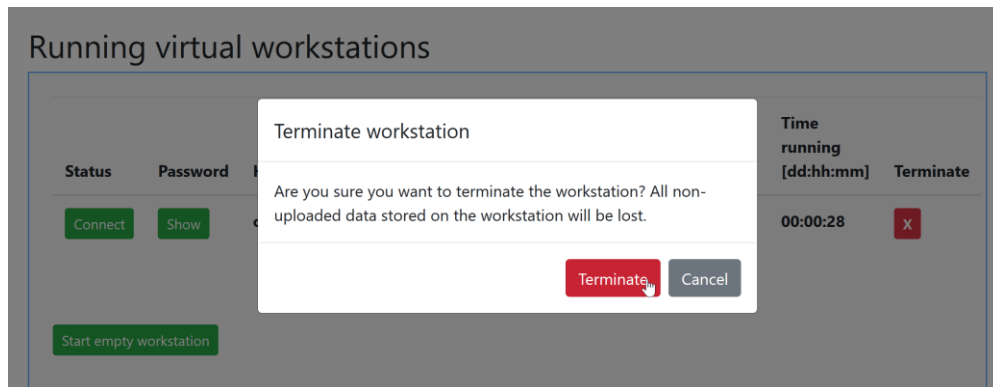 Running virtual workstations
Terminate workstation
Are you sure you want to terminate the workstation? All non-
uploaded data stored on the workstation will be lost.
Terminate Cancel
Time
running
Status Password [dd:hh:mm] Terminate
Connect Show 00:00:28 X
Start empty workstation